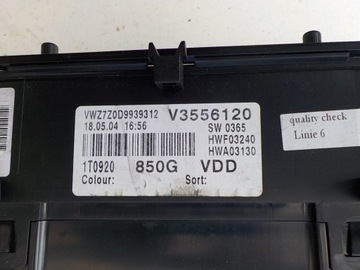 VWZ7Z0D9939312 V3556120
18.05.04 16:56 SW 0365
HWF03240
HWA03130
1T0920 850G VDD
Colour: Sort:
quality check
Linie 6